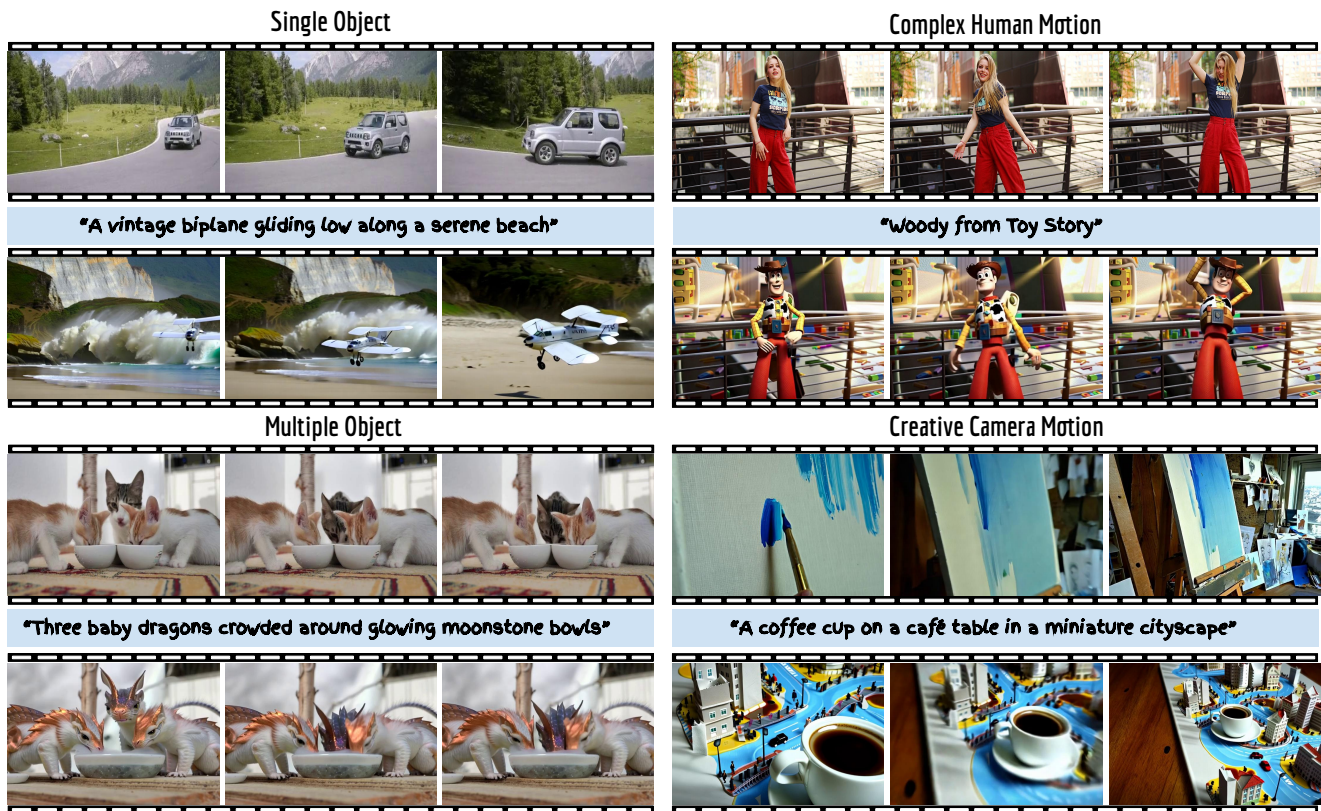 Single Object
Complex Human Motion
"A vintage biplane gliding low along a serene beach"
"Woody from Toy Story"
Multiple Object
Creative Camera Motion
"Three baby dragons crowded around glowing moonstone bowls"
"A coffee cup on a café table in a miniature cityscape"